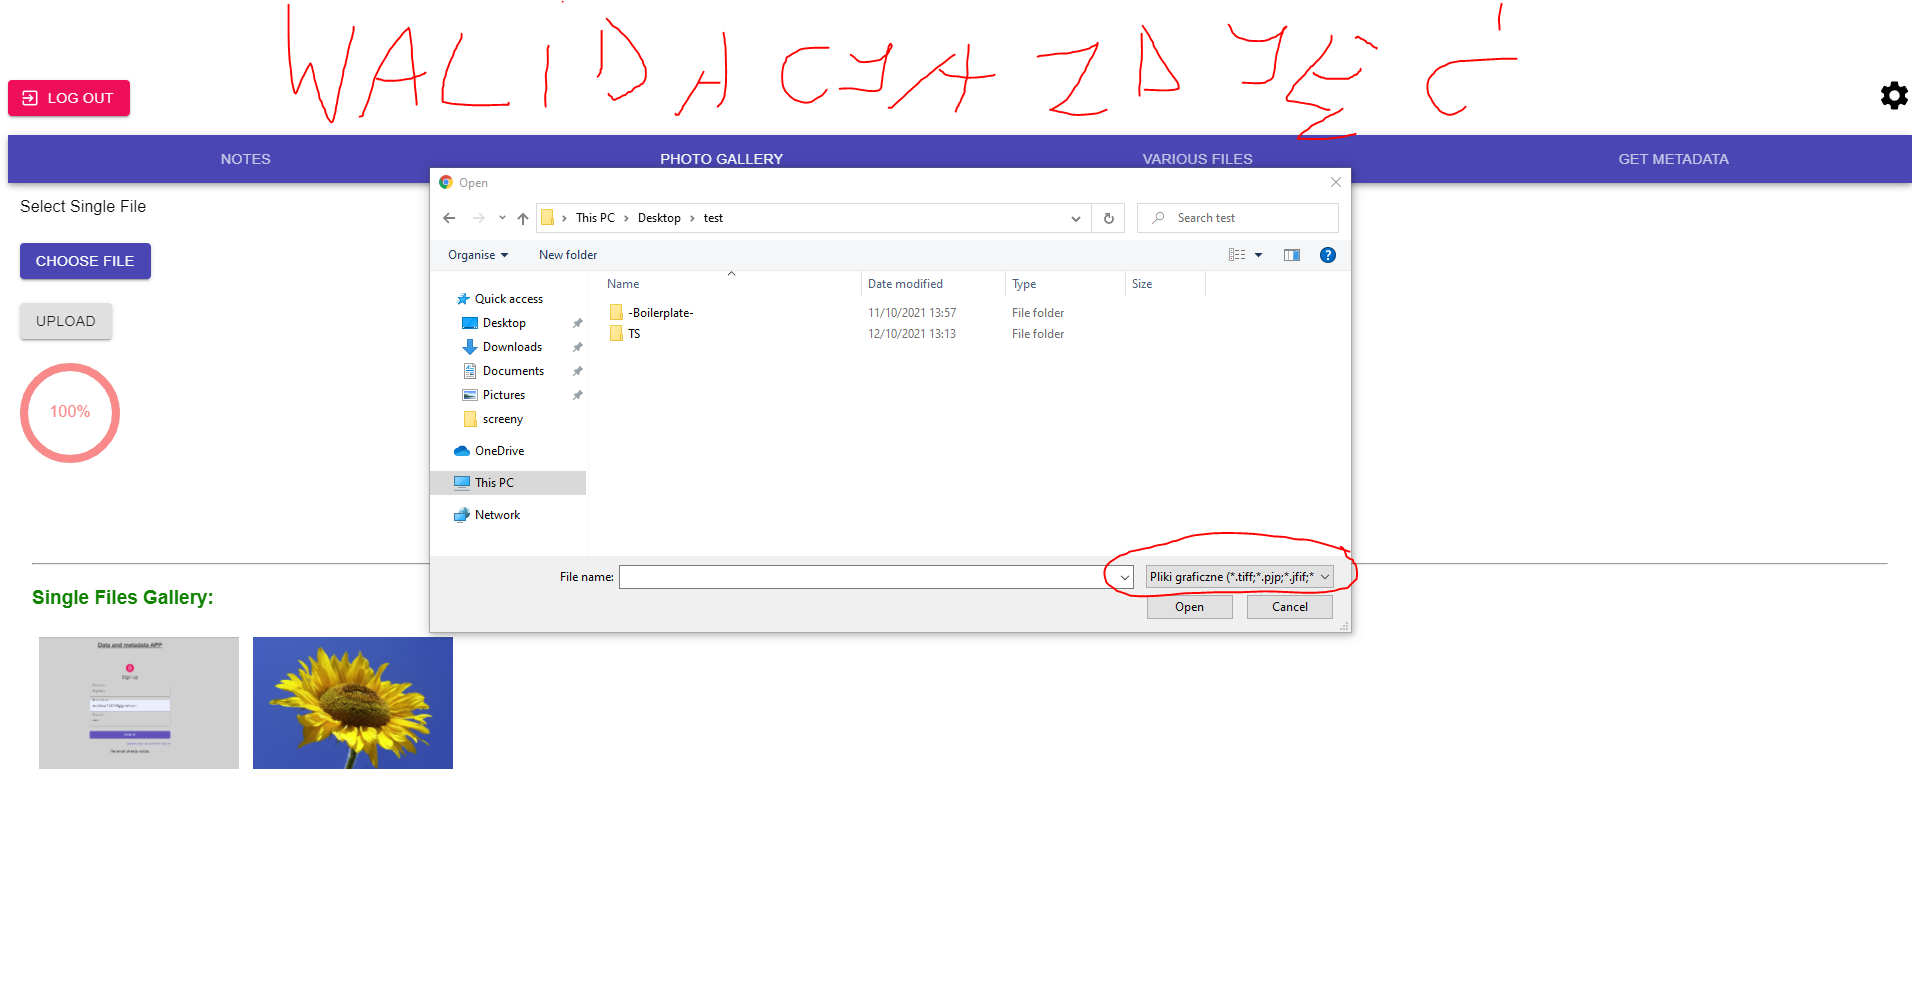 WALIDACYA ZDYĘĆ
LOG OUT
NOTES PHOTO GALLERY VARIOUS FILES GET METADATA
Select Single File
CHOOSE FILE
UPLOAD
100%
Open
This PC Desktop test
Search test
Organise New folder
Name Date modified Type Size
-Boilerplate- 11/10/2021 13:57 File folder
TS 12/10/2021 13:13 File folder
Quick access
Desktop
Downloads
Documents
Pictures
screeny
OneDrive
This PC
Network
File name: Pliki graficzne (*.tiff;*.pjp;*.jfif;*
Open Cancel
Single Files Gallery:
Data and metadata APP
Sign up